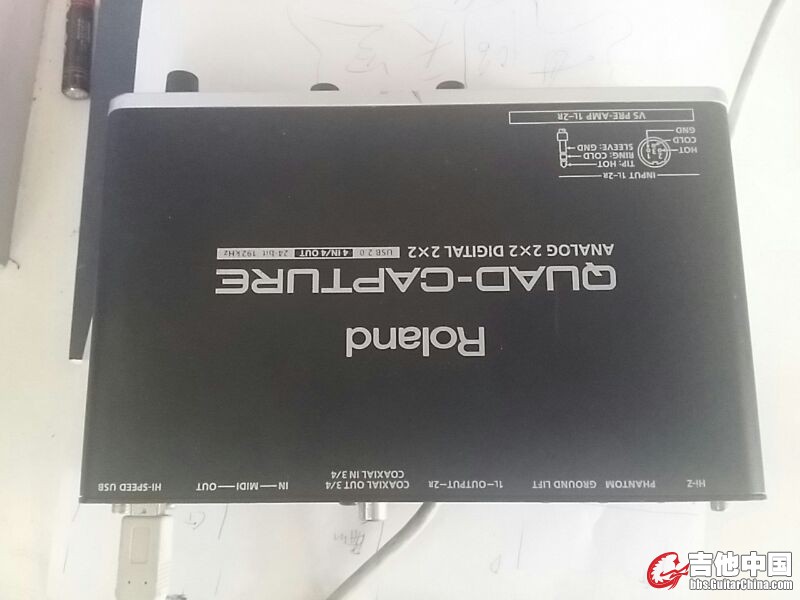 Roland
QUAD-CAPTURE
ANALOG 2×2 DIGITAL 2×2
USB 2.0 4 IN/4 OUT 24-bit 192kHz
INPUT 1L-2R
HOT
COLD
GND
TIP: HOT
RING: COLD
SLEEVE: GND
VS PRE-AMP 1L-2R
Hi-Z
PHANTOM
GROUND LIFT
1L—OUTPUT—2R
COAXIAL OUT 3/4
COAXIAL IN 3/4
IN—MIDI—OUT
HI-SPEED USB
吉他中国
bbs.GuitarChina.com